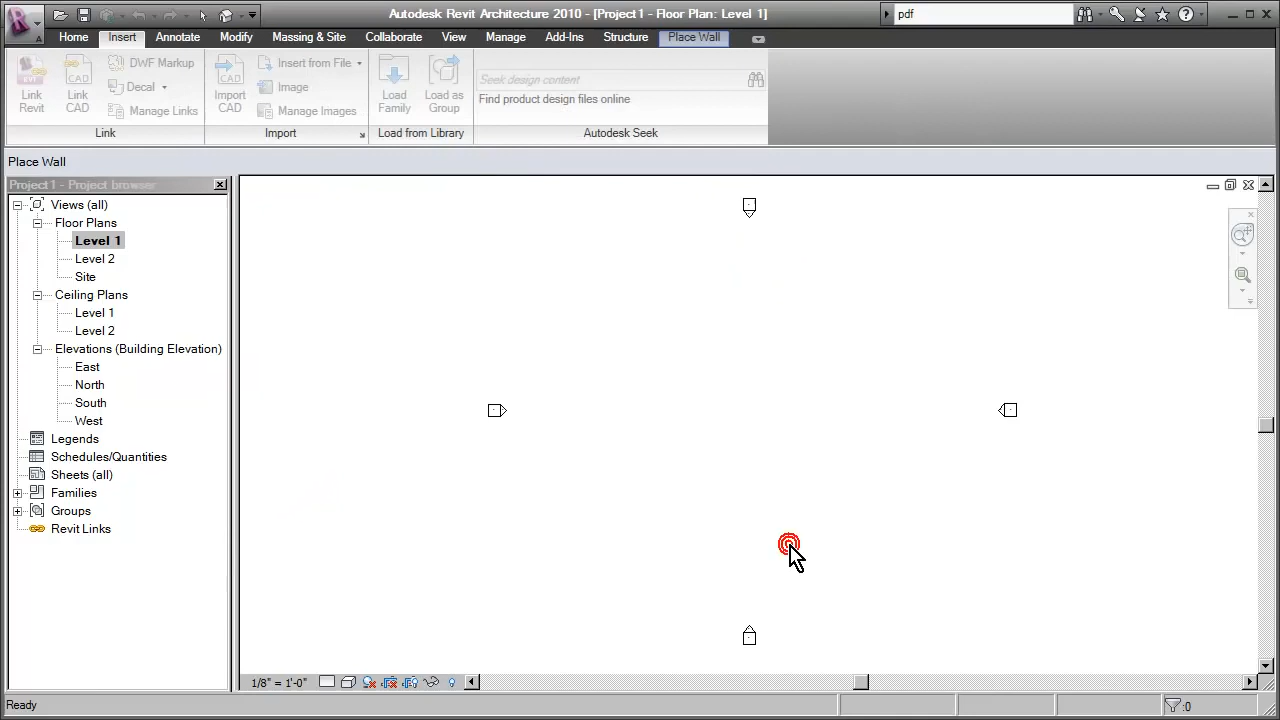 Autodesk Revit Architecture 2010 - [Project1 - Floor Plan: Level 1]
pdf
Home Insert Annotate Modify Massing & Site Collaborate View Manage Add-Ins Structure Place Wall
Link Revit
Link CAD
DWF Markup
Decal
Manage Links
Import CAD
Insert from File
Image
Manage Images
Load Family
Load as Group
Seek design content
Find product design files online
Link Import Load from Library Autodesk Seek
Place Wall
Project1 - Project browser
Views (all)
Floor Plans
Level 1
Level 2
Site
Ceiling Plans
Level 1
Level 2
Elevations (Building Elevation)
East
North
South
West
Legends
Schedules/Quantities
Sheets (all)
Families
Groups
Revit Links
1/8" = 1'-0"
Ready
:0